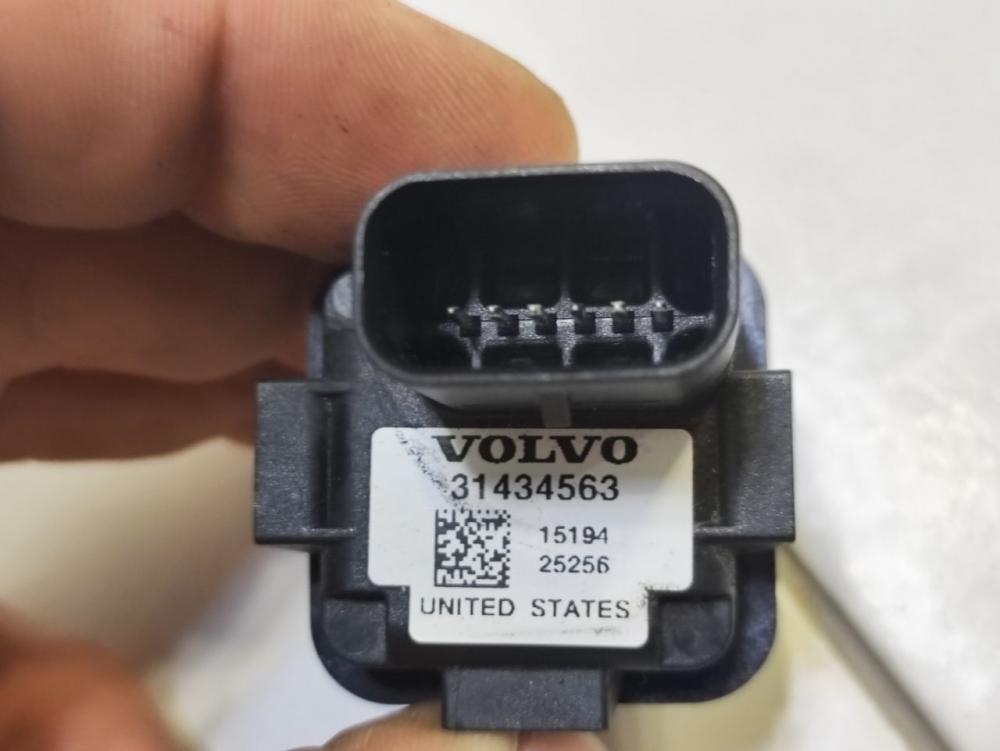 VOLVO
31434563
15194
25256
UNITED STATES